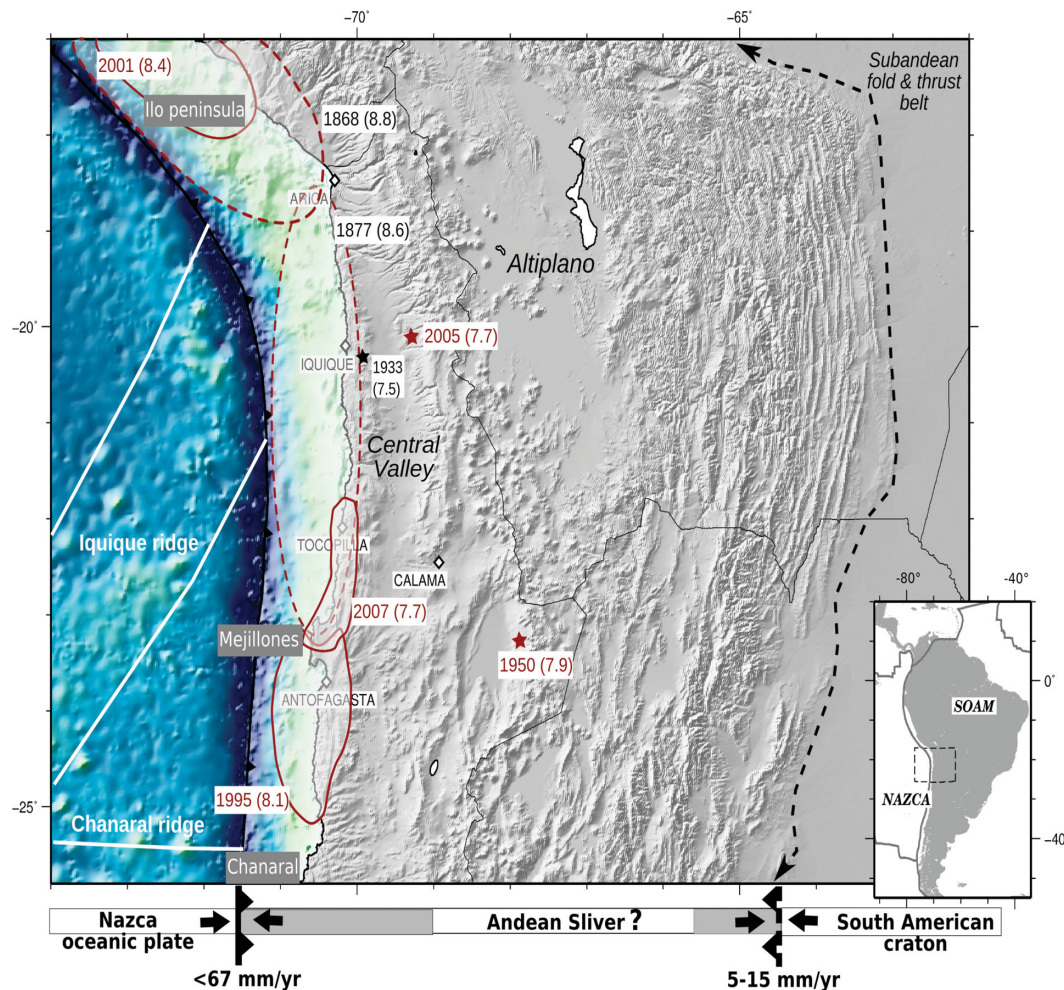 -70°
-65°
2001 (8.4)
Subandean
fold & thrust
belt
Ilo peninsula
1868 (8.8)
ARICA
1877 (8.6)
Altiplano
-20°
2005 (7.7)
IQUIQUE
1933
(7.5)
Central
Valley
Iquique ridge
TOCOPILLA
CALAMA
-80°
-40°
2007 (7.7)
Mejillones
1950 (7.9)
ANTOFAGASTA
0°
SOAM
1995 (8.1)
NAZCA
-25°
Chanaral ridge
-40°
Chanaral
Nazca
oceanic plate
Andean Sliver ?
South American
craton
<67 mm/yr
5-15 mm/yr